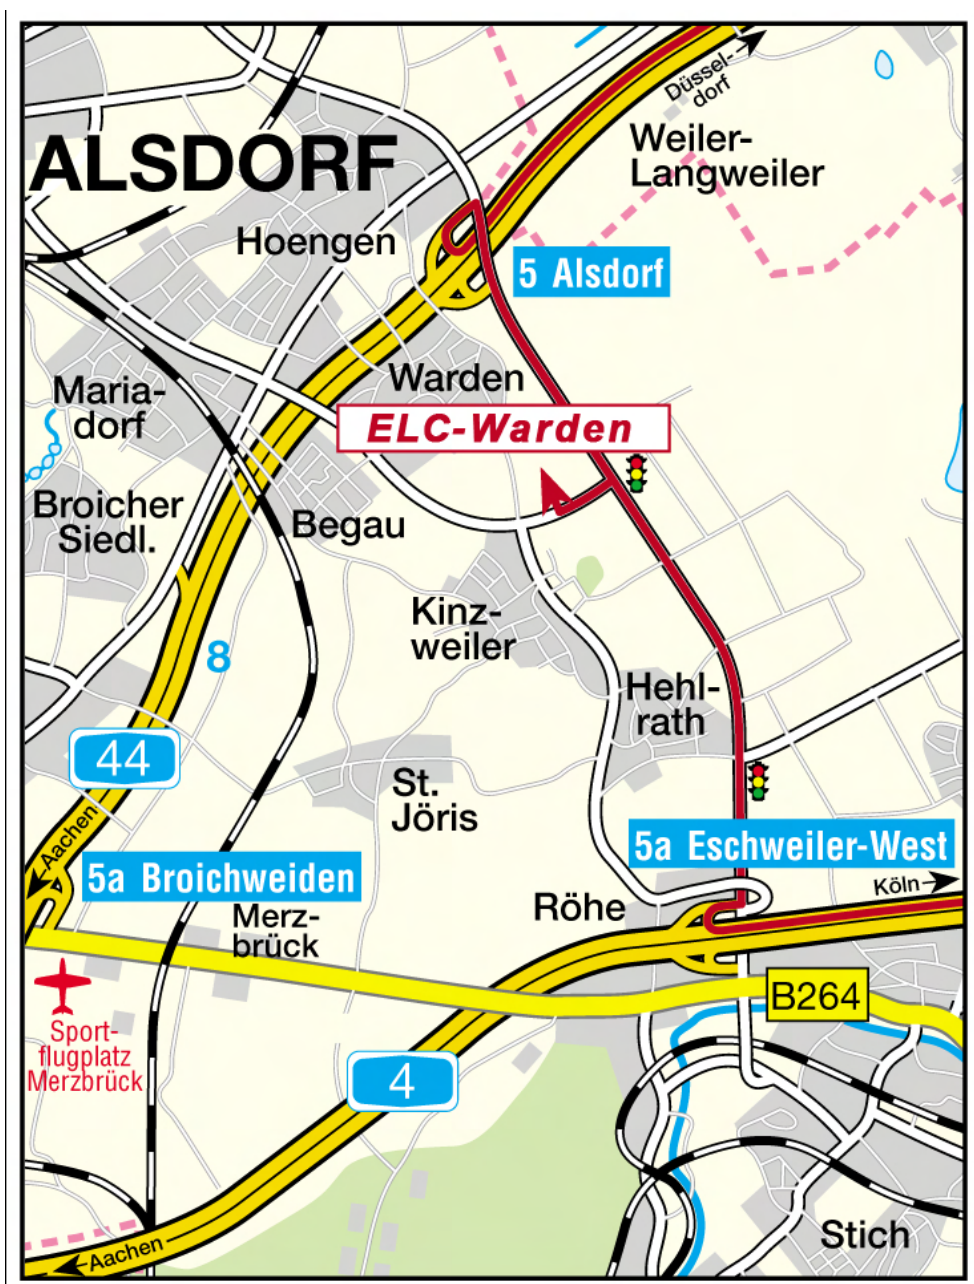 Düssel-
dorf
Weiler-
Langweiler
ALSDORF
Hoengen
5 Alsdorf
Warden
Maria-
dorf
ELC-Warden
Broicher
Siedl.
Begau
Kinz-
weiler
8
Hehl-
rath
44
St.
Jöris
Aachen
5a Eschweiler-West
5a Broichweiden
Köln
Röhe
Merz-
brück
B264
Sport-
flugplatz
Merzbrück
4
Stich
Aachen